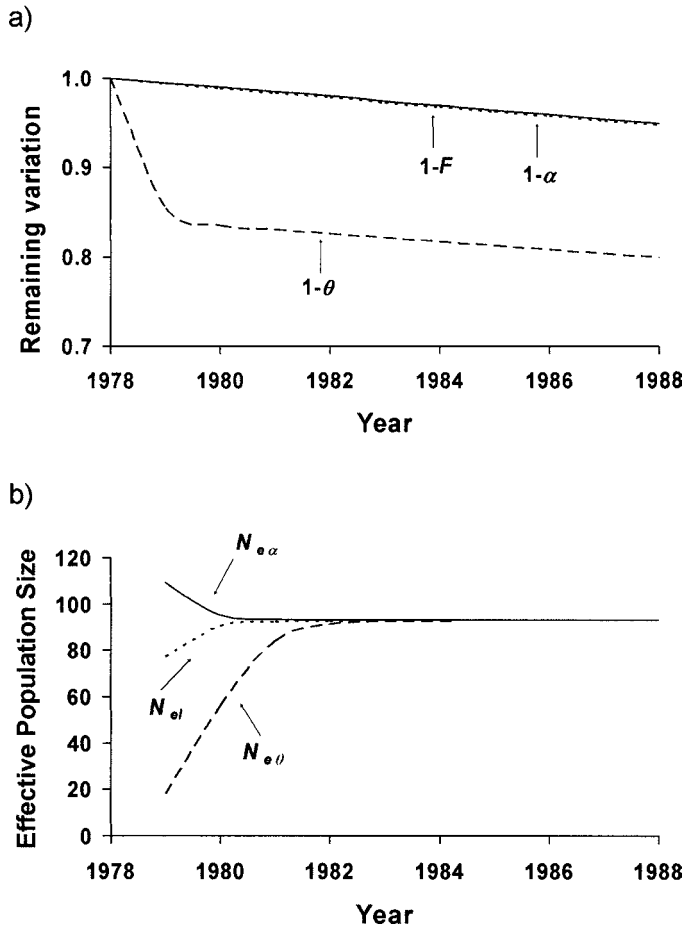 a)
Remaining variation
1.0
0.9
0.8
0.7
1-F
1-α
1-θ
1978 1980 1982 1984 1986 1988
Year
b)
Effective Population Size
120
100
80
60
40
20
0
N e α
N eI
N e θ
1978 1980 1982 1984 1986 1988
Year